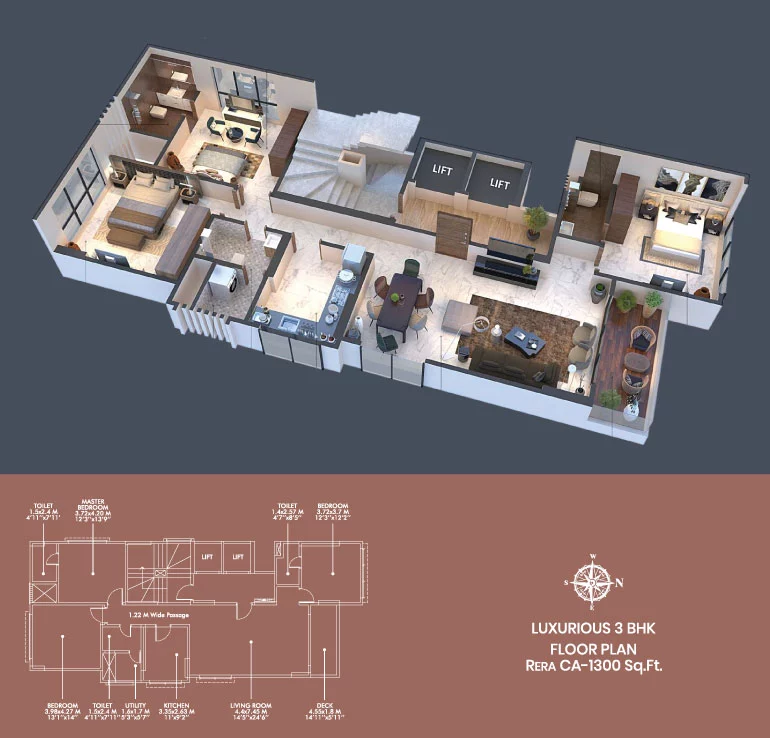 LIFT
LIFT
TOILET
1.5x2.4 M
4'11"x7'11'
MASTER
BEDROOM
3.72x4.20 M
12'3"x13'9"
TOILET
1.4x2.57 M
4'7"x8'5"
BEDROOM
3.72x3.7 M
12'3"x12'2"
LIFT
LIFT
1.22 M Wide Passage
BEDROOM
3.98x4.27 M
13'1"x14"
TOILET
1.5x2.4 M
4'11"x7'11"
UTILITY
1.6x1.7 M
5'3"x5'7"
KITCHEN
3.35x2.63 M
11'x9'2"
LIVING ROOM
4.4x7.45 M
14'5"x24'6"
DECK
4.55x1.8 M
14'11"x5'11"
W
S
N
E
LUXURIOUS 3 BHK
FLOOR PLAN
RERA CA-1300 Sq.Ft.